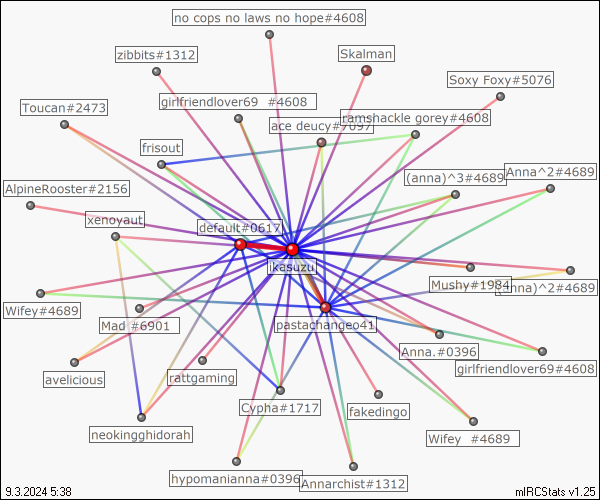 no cops no laws no hope#4608
zibbits#1312
Skalman
Soxy Foxy#5076
Toucan#2473
girlfriendlover69 #4608
ramshackle gorey#4608
ace deucy#7097
frisout
(anna)^3#4689
Anna^2#4689
AlpineRooster#2156
xenoyaut
default#0617
ikasuzu
Mushy#1984
(Anna)^2#4689
Wifey#4689
Mad #6901
pastachangeo41
Anna.#0396
girlfriendlover69#4608
avelicious
rattgaming
Cypha#1717
fakedingo
neokingghidorah
Wifey #4689
hypomanianna#0396
Annarchist#1312
9.3.2024 5:38
mIRCStats v1.25